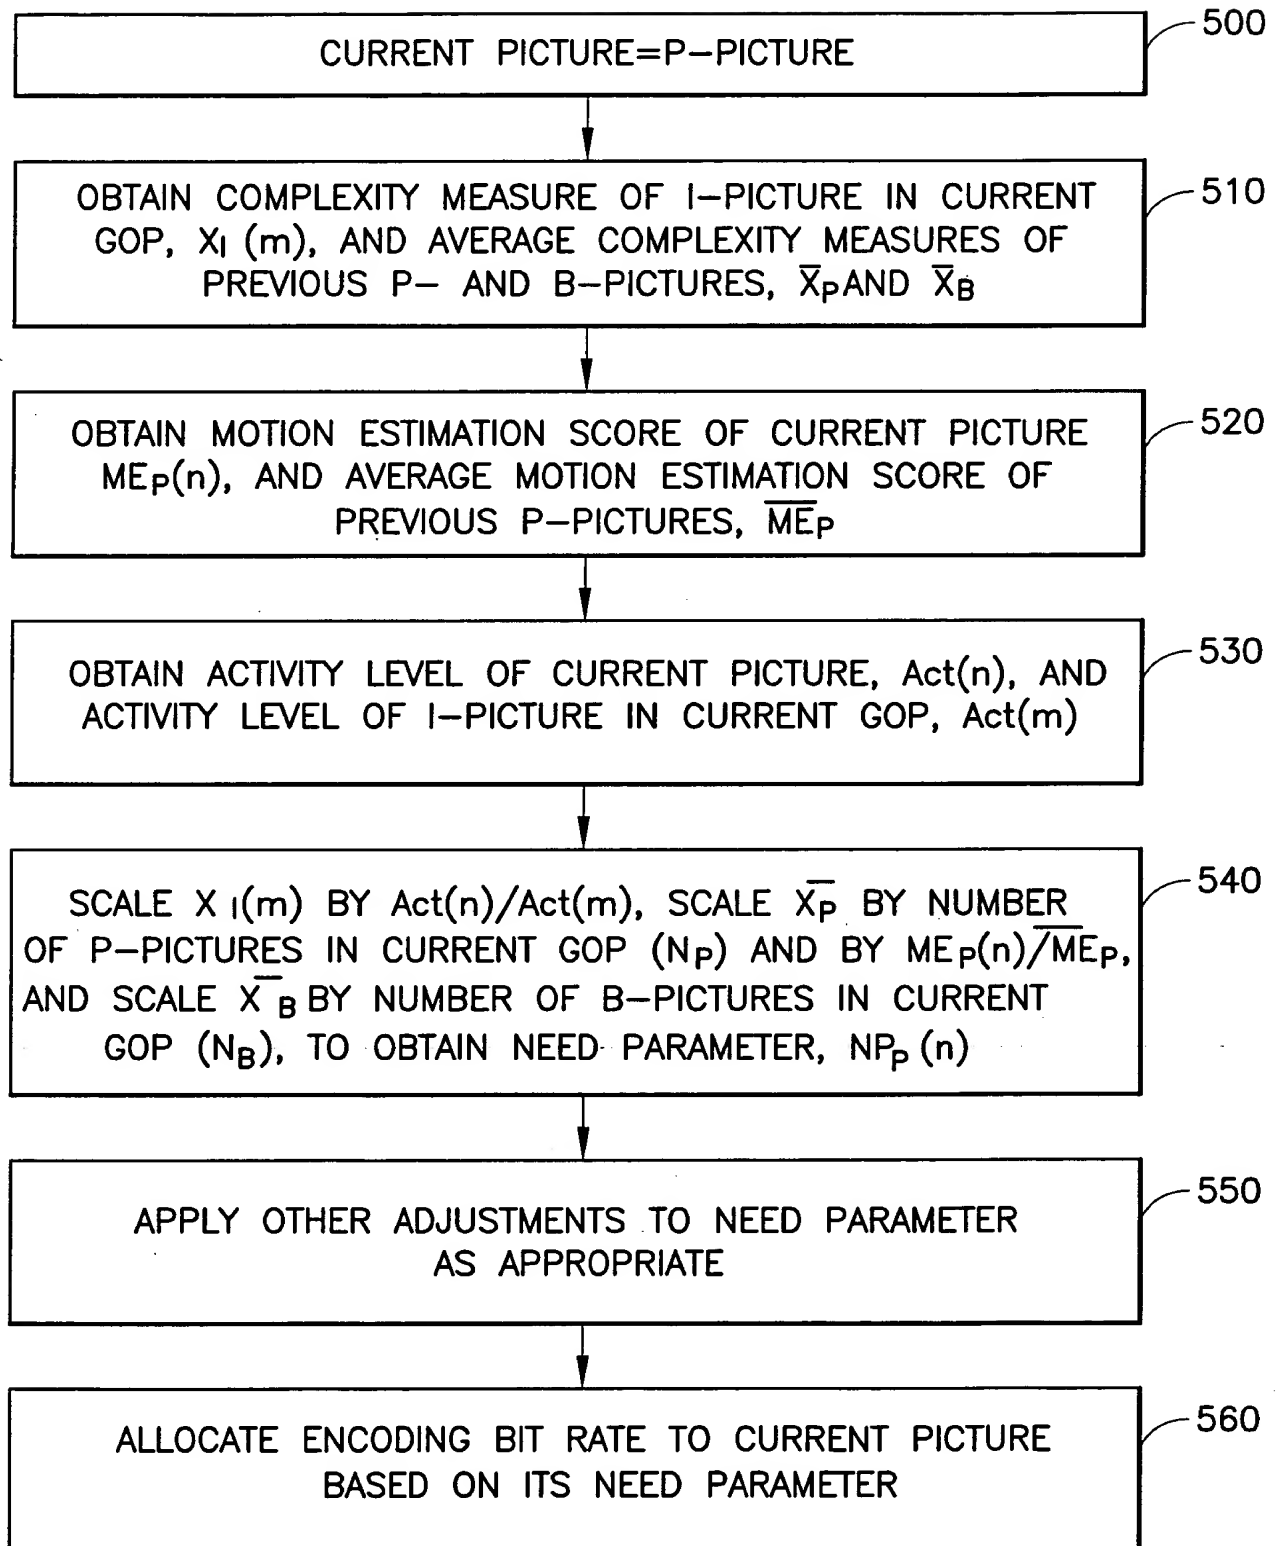 CURRENT PICTURE=P-PICTURE
500
OBTAIN COMPLEXITY MEASURE OF I-PICTURE IN CURRENT
GOP, XI (m), AND AVERAGE COMPLEXITY MEASURES OF
PREVIOUS P- AND B-PICTURES, X̅P AND X̅B
510
OBTAIN MOTION ESTIMATION SCORE OF CURRENT PICTURE
MEP(n), AND AVERAGE MOTION ESTIMATION SCORE OF
PREVIOUS P-PICTURES, M̅E̅P
520
OBTAIN ACTIVITY LEVEL OF CURRENT PICTURE, Act(n), AND
ACTIVITY LEVEL OF I-PICTURE IN CURRENT GOP, Act(m)
530
SCALE X I(m) BY Act(n)/Act(m), SCALE X̅P BY NUMBER
OF P-PICTURES IN CURRENT GOP (NP) AND BY MEP(n)/M̅E̅P,
AND SCALE X̅B BY NUMBER OF B-PICTURES IN CURRENT
GOP (NB), TO OBTAIN NEED PARAMETER, NPP (n)
540
APPLY OTHER ADJUSTMENTS TO NEED PARAMETER
AS APPROPRIATE
550
ALLOCATE ENCODING BIT RATE TO CURRENT PICTURE
BASED ON ITS NEED PARAMETER
560